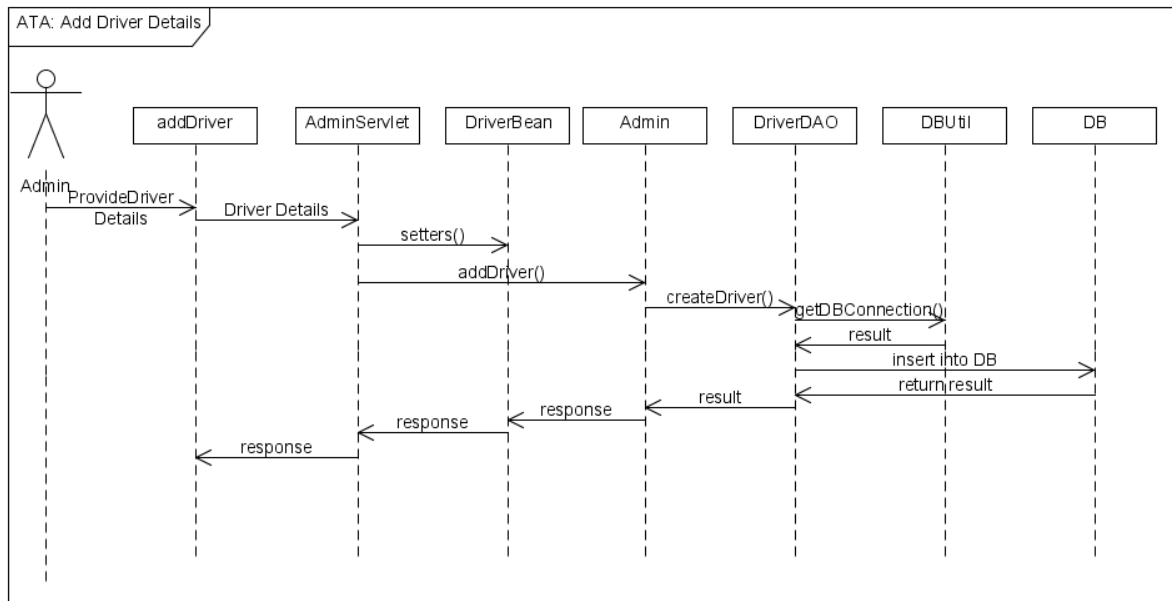 ATA: Add Driver Details
addDriver
AdminServlet
DriverBean
Admin
DriverDAO
DBUtil
DB
Admin
ProvideDriver
Details
Driver Details
setters()
addDriver()
createDriver()
getDBConnection()
result
insert into DB
return result
result
response
response
response